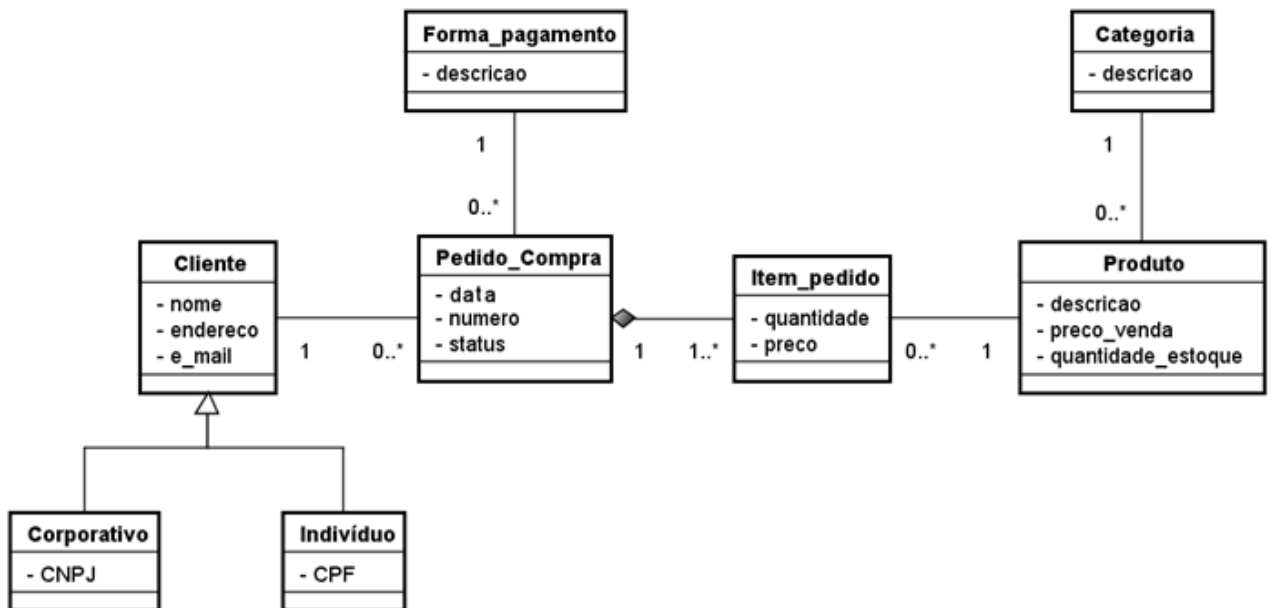 Forma_pagamento
- descricao
Categoria
- descricao
1
0..*
1
0..*
Cliente
- nome
- endereco
- e_mail
1
0..*
Pedido_Compra
- data
- numero
- status
1
1..*
Item_pedido
- quantidade
- preco
0..*
1
Produto
- descricao
- preco_venda
- quantidade_estoque
Corporativo
- CNPJ
Indivíduo
- CPF